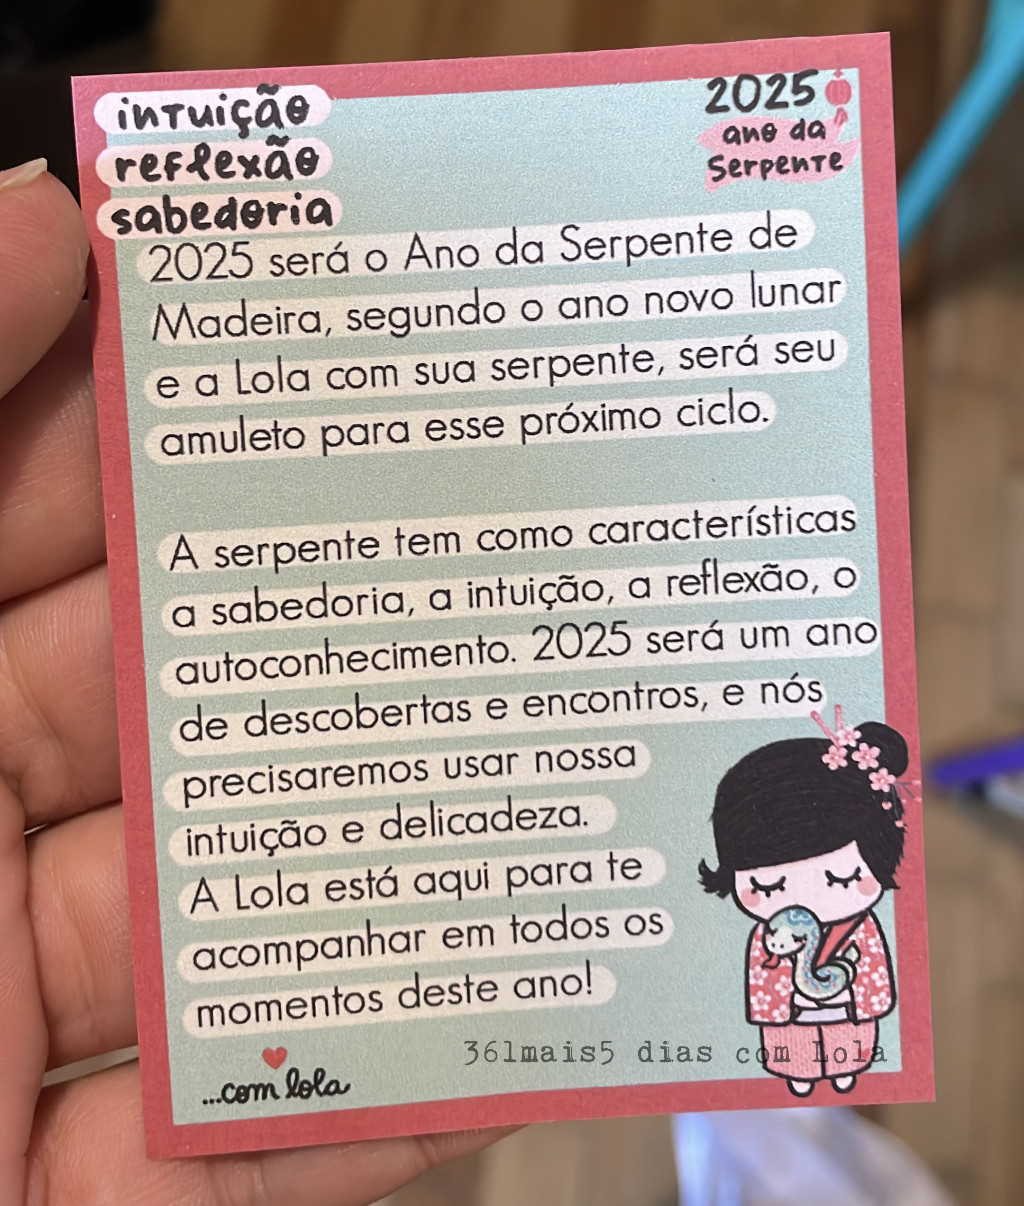 intuição
reflexão
sabedoria
2025
ano da
Serpente
2025 será o Ano da Serpente de
Madeira, segundo o ano novo lunar
e a Lola com sua serpente, será seu
amuleto para esse próximo ciclo.
A serpente tem como características
a sabedoria, a intuição, a reflexão, o
autoconhecimento. 2025 será um ano
de descobertas e encontros, e nós
precisaremos usar nossa
intuição e delicadeza.
A Lola está aqui para te
acompanhar em todos os
momentos deste ano!
...com lola
361mais5 dias com Lola